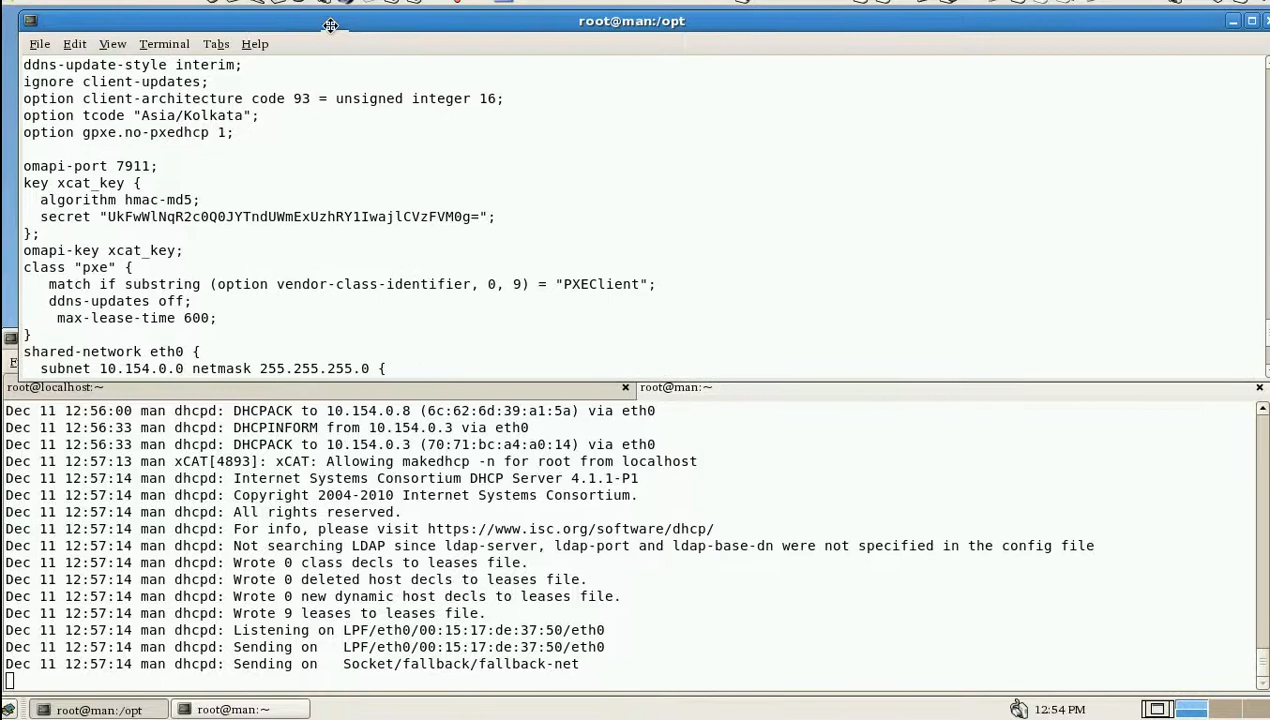 root@man:/opt
File Edit View Terminal Tabs Help
ddns-update-style interim;
ignore client-updates;
option client-architecture code 93 = unsigned integer 16;
option tcode "Asia/Kolkata";
option gpxe.no-pxedhcp 1;
omapi-port 7911;
key xcat_key {
algorithm hmac-md5;
secret "UkFwWlNqR2c0Q0JYTndUWmExUzhRY1IwajlCVzFVM0g=";
};
omapi-key xcat_key;
class "pxe" {
match if substring (option vendor-class-identifier, 0, 9) = "PXEClient";
ddns-updates off;
max-lease-time 600;
}
shared-network eth0 {
subnet 10.154.0.0 netmask 255.255.255.0 {
root@localhost:~ root@man:~
Dec 11 12:56:00 man dhcpd: DHCPACK to 10.154.0.8 (6c:62:6d:39:a1:5a) via eth0
Dec 11 12:56:33 man dhcpd: DHCPINFORM from 10.154.0.3 via eth0
Dec 11 12:56:33 man dhcpd: DHCPACK to 10.154.0.3 (70:71:bc:a4:a0:14) via eth0
Dec 11 12:57:13 man xCAT[4893]: xCAT: Allowing makedhcp -n for root from localhost
Dec 11 12:57:14 man dhcpd: Internet Systems Consortium DHCP Server 4.1.1-P1
Dec 11 12:57:14 man dhcpd: Copyright 2004-2010 Internet Systems Consortium.
Dec 11 12:57:14 man dhcpd: All rights reserved.
Dec 11 12:57:14 man dhcpd: For info, please visit https://www.isc.org/software/dhcp/
Dec 11 12:57:14 man dhcpd: Not searching LDAP since ldap-server, ldap-port and ldap-base-dn were not specified in the config file
Dec 11 12:57:14 man dhcpd: Wrote 0 class decls to leases file.
Dec 11 12:57:14 man dhcpd: Wrote 0 deleted host decls to leases file.
Dec 11 12:57:14 man dhcpd: Wrote 0 new dynamic host decls to leases file.
Dec 11 12:57:14 man dhcpd: Wrote 9 leases to leases file.
Dec 11 12:57:14 man dhcpd: Listening on LPF/eth0/00:15:17:de:37:50/eth0
Dec 11 12:57:14 man dhcpd: Sending on LPF/eth0/00:15:17:de:37:50/eth0
Dec 11 12:57:14 man dhcpd: Sending on Socket/fallback/fallback-net
root@man:/opt root@man:~ 12:54 PM